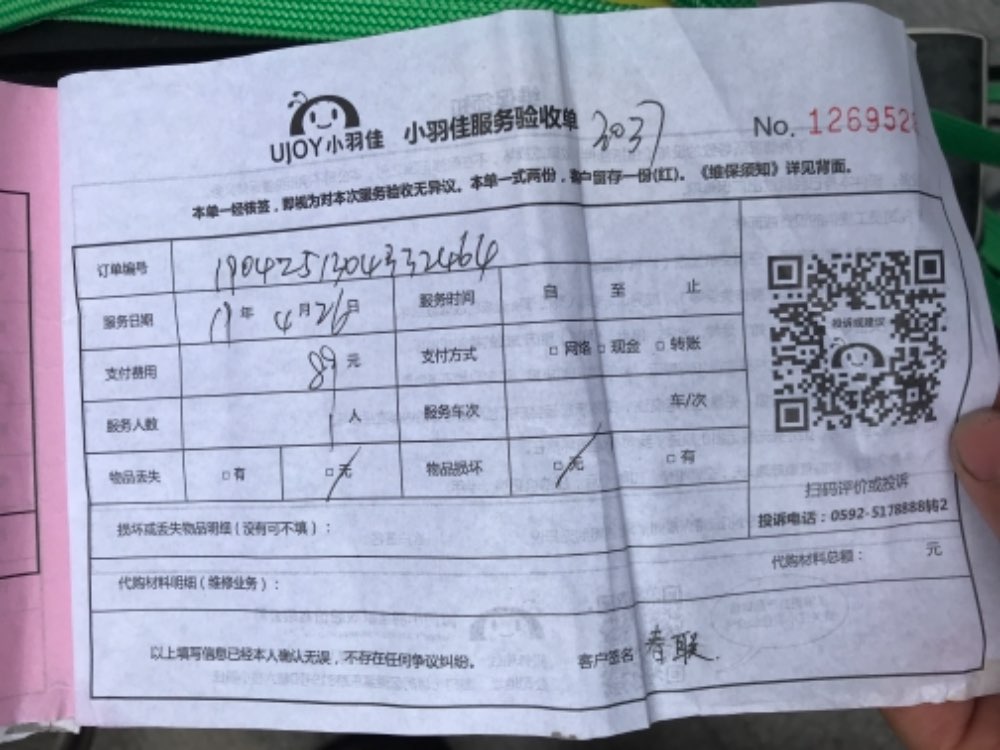 UJOY小羽佳 小羽佳服务验收单 3037 No. 1269528
本单一经核签，即视为对本次服务验收无异议。本单一式两份，客户留存一份(红)。《维保须知》详见背面。
订单编号 19042513043332464
服务日期 19年 4月26日 服务时间 自 至 止
支付费用 89元 支付方式 □网络 □现金 □转账
服务人数 1人 服务车次 车/次
物品丢失 □有 □无 物品损坏 □无 □有
投诉或建议
扫码评价或投诉
投诉电话：0592-5178888转2
损坏或丢失物品明细（没有可不填）：
代购材料明细（维修业务）： 代购材料总额： 元
以上填写信息已经本人确认无误，不存在任何争议纠纷。 客户签名